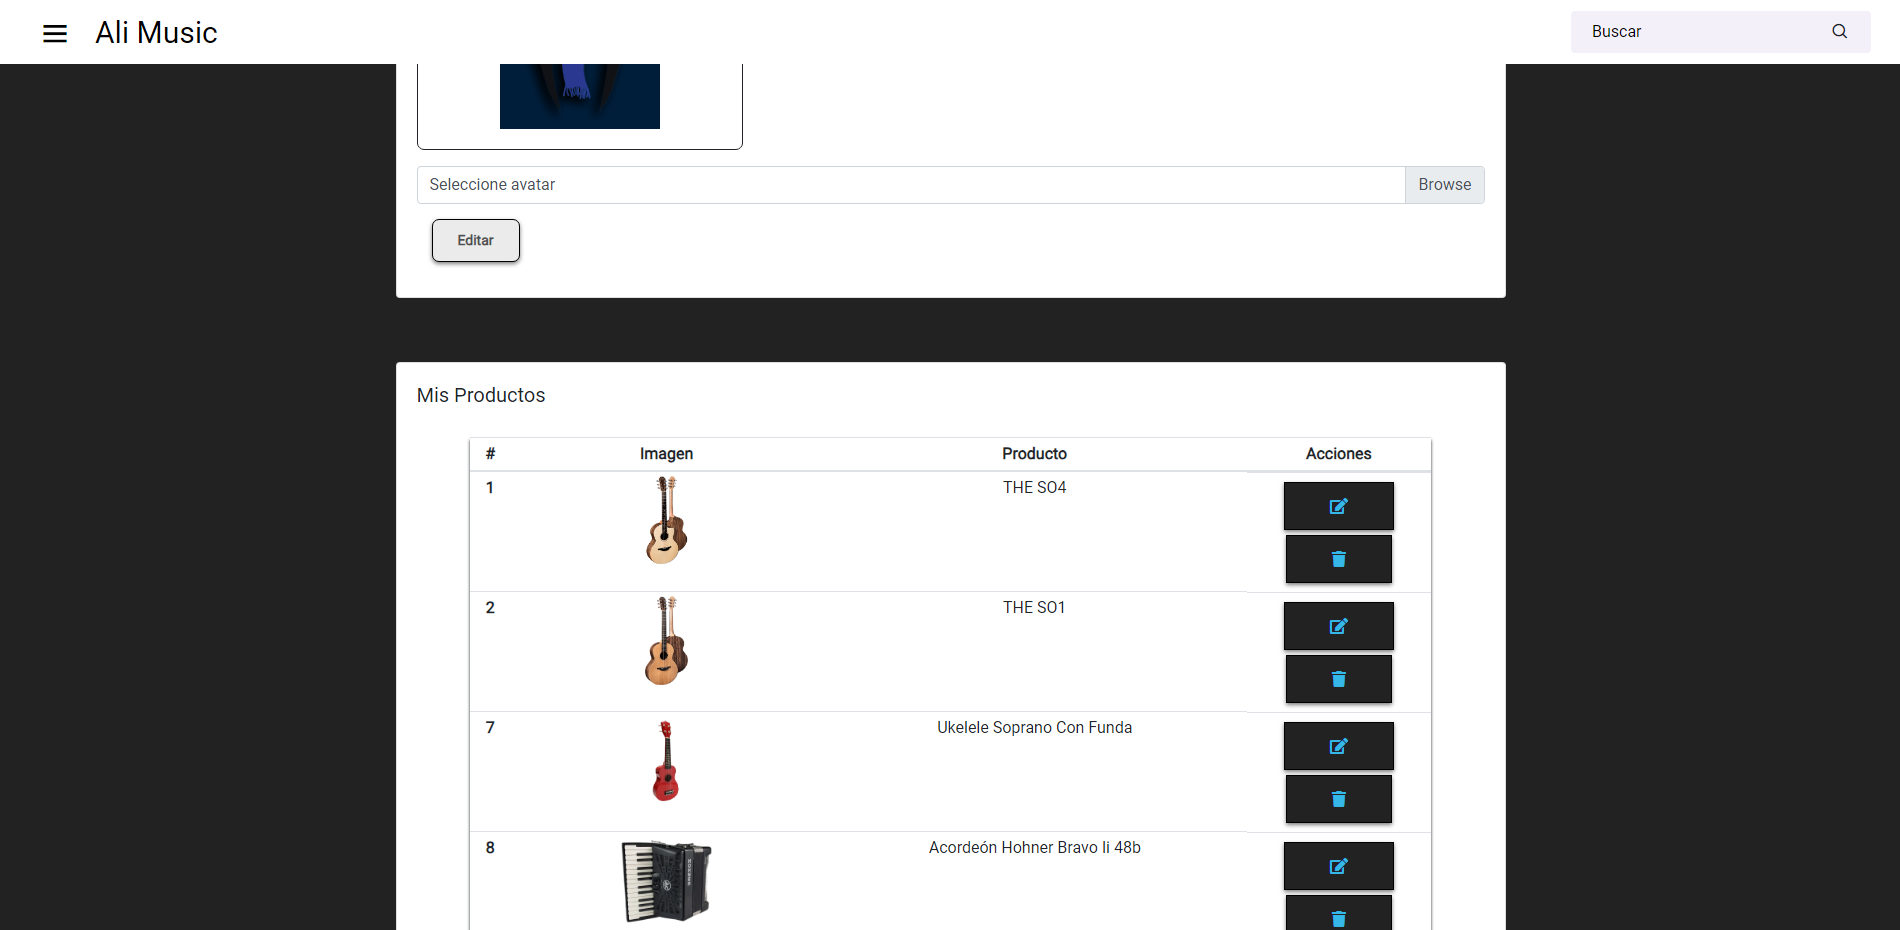 Ali Music
Buscar
Seleccione avatar
Browse
Editar
Mis Productos
# Imagen Producto Acciones
1 THE SO4
2 THE SO1
7 Ukelele Soprano Con Funda
8 Acordeón Hohner Bravo Ii 48b